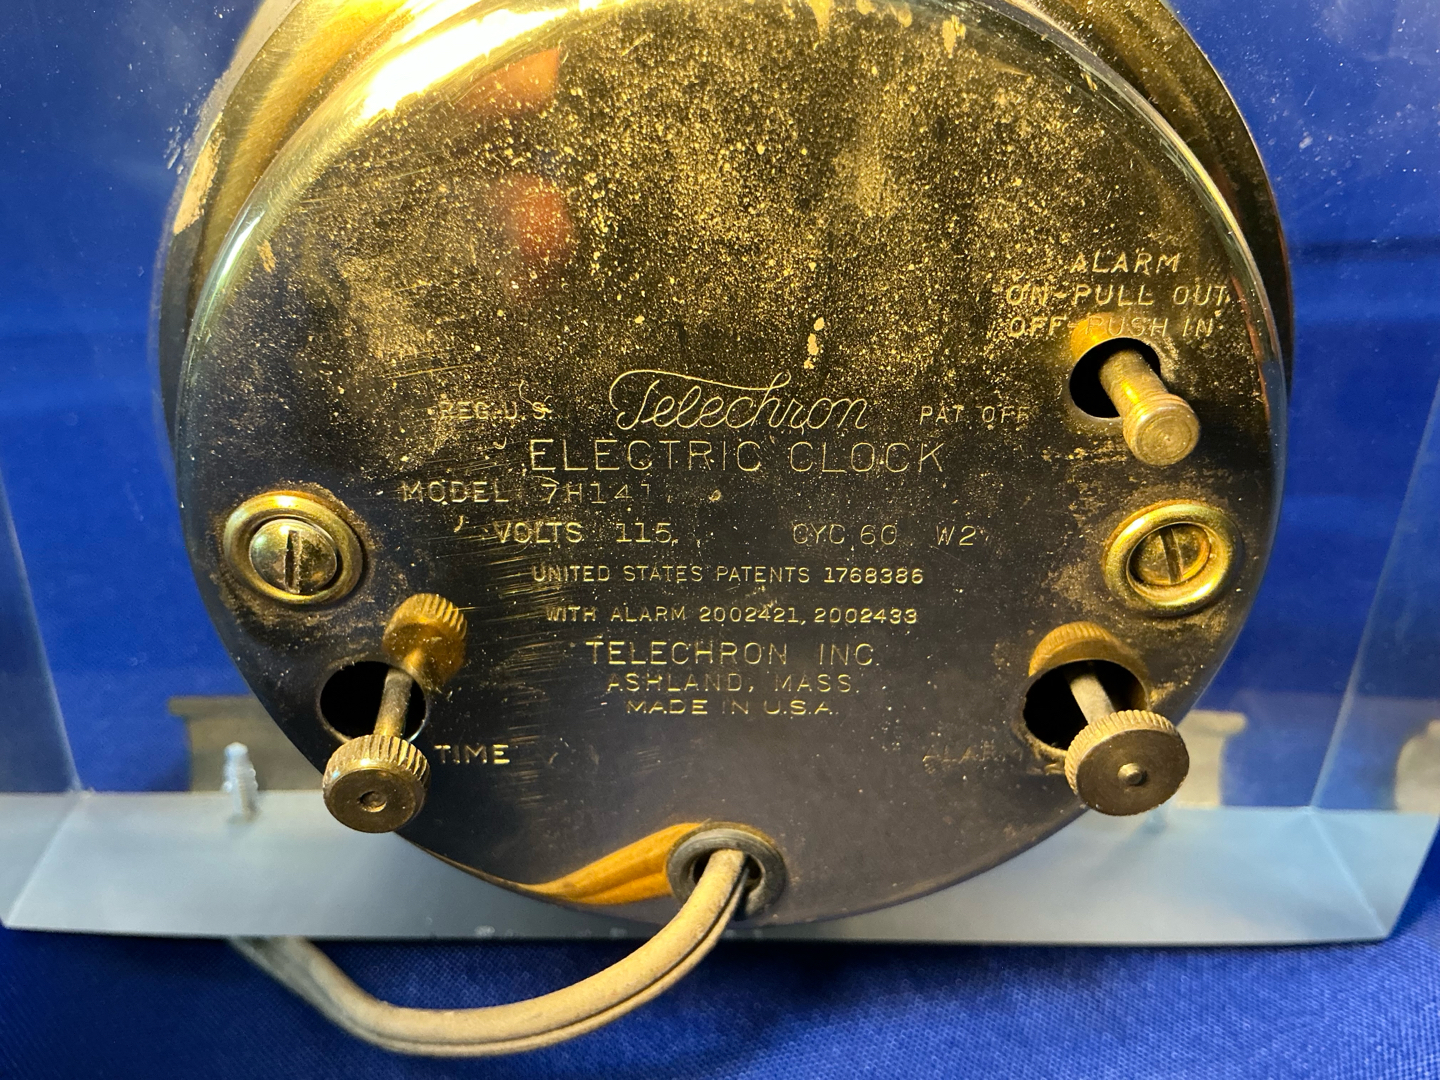 ALARM
ON-PULL OUT
OFF-PUSH IN
REG. U.S. Telechron PAT. OFF.
ELECTRIC CLOCK
MODEL 7H141
VOLTS 115 CYC 60 W2
UNITED STATES PATENTS 1768386
WITH ALARM 2002421, 2002433
TELECHRON INC.
ASHLAND, MASS.
MADE IN U.S.A.
TIME ALARM